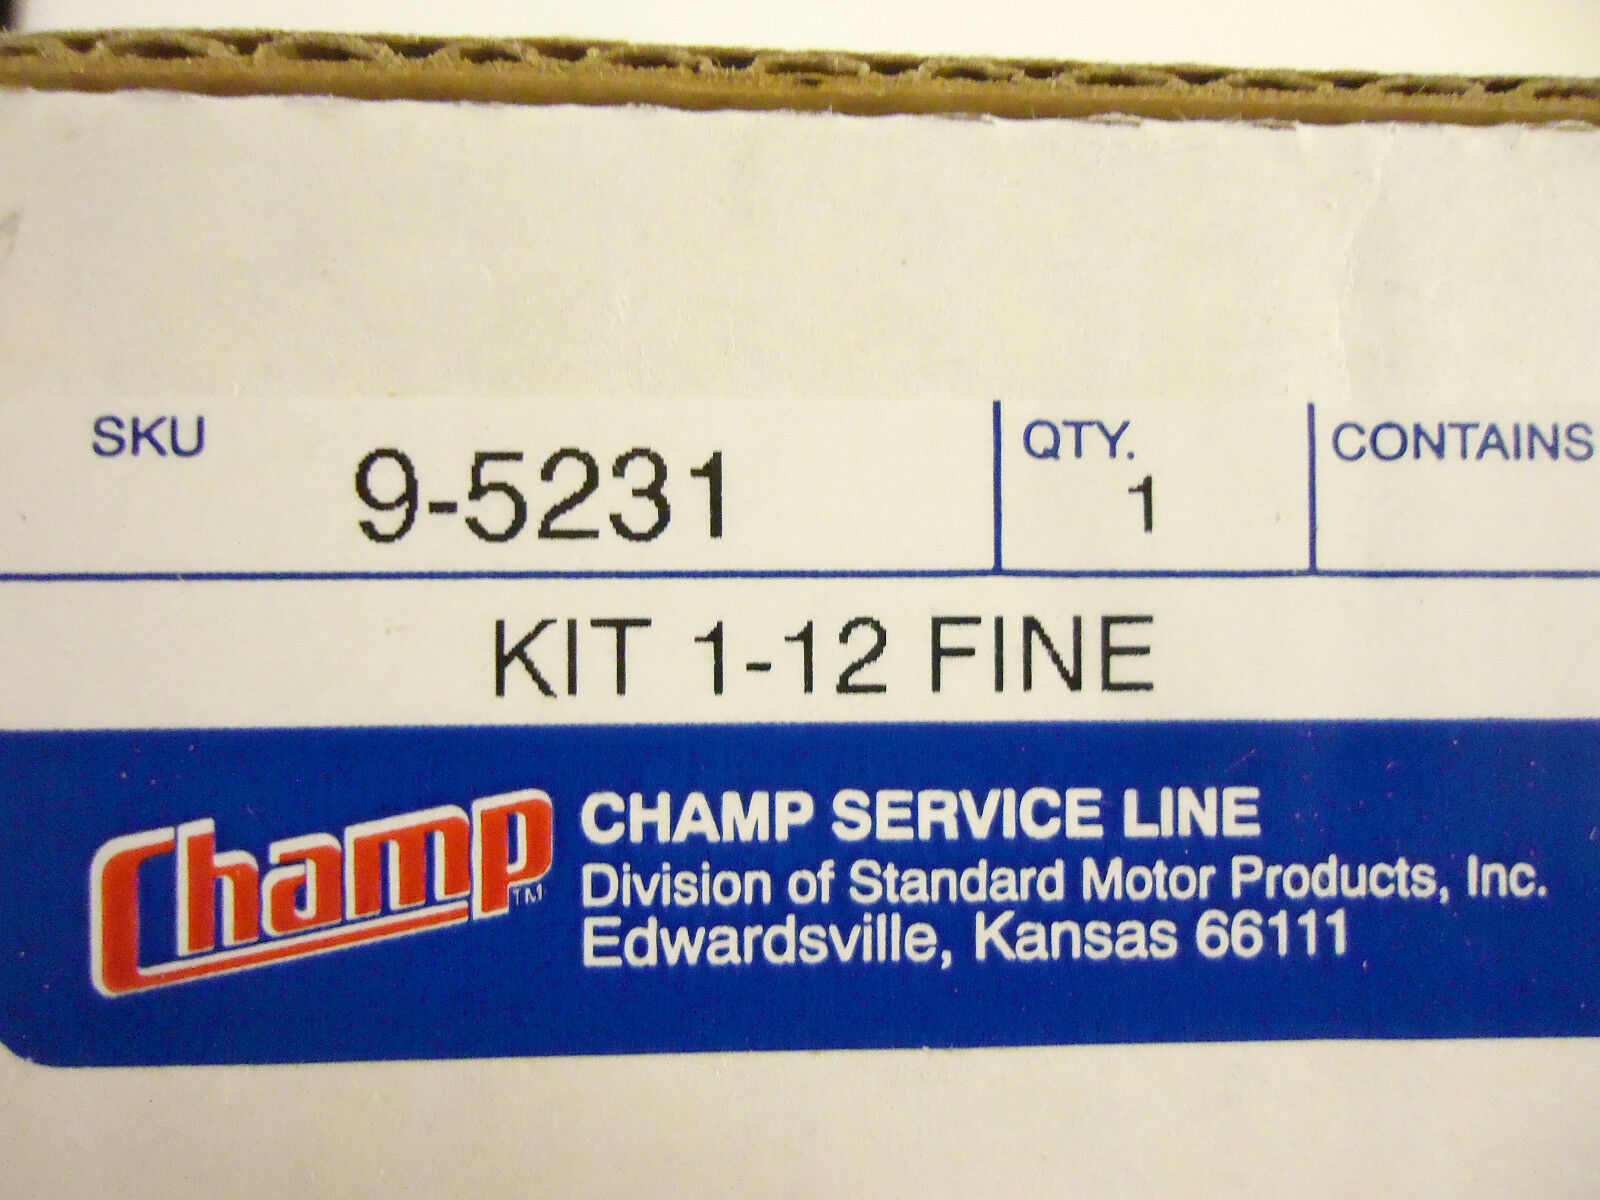 SKU 9-5231 QTY. 1 CONTAINS
KIT 1-12 FINE
Champ TM
CHAMP SERVICE LINE
Division of Standard Motor Products, Inc.
Edwardsville, Kansas 66111